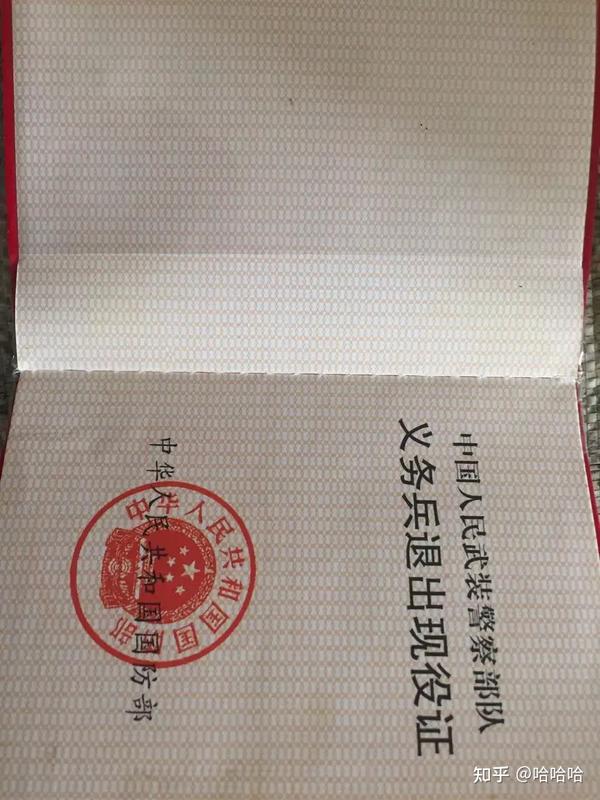 中国人民武装警察部队
义务兵退出现役证
中华人民共和国国防部
中华人民共和国国防部
知乎 @哈哈哈